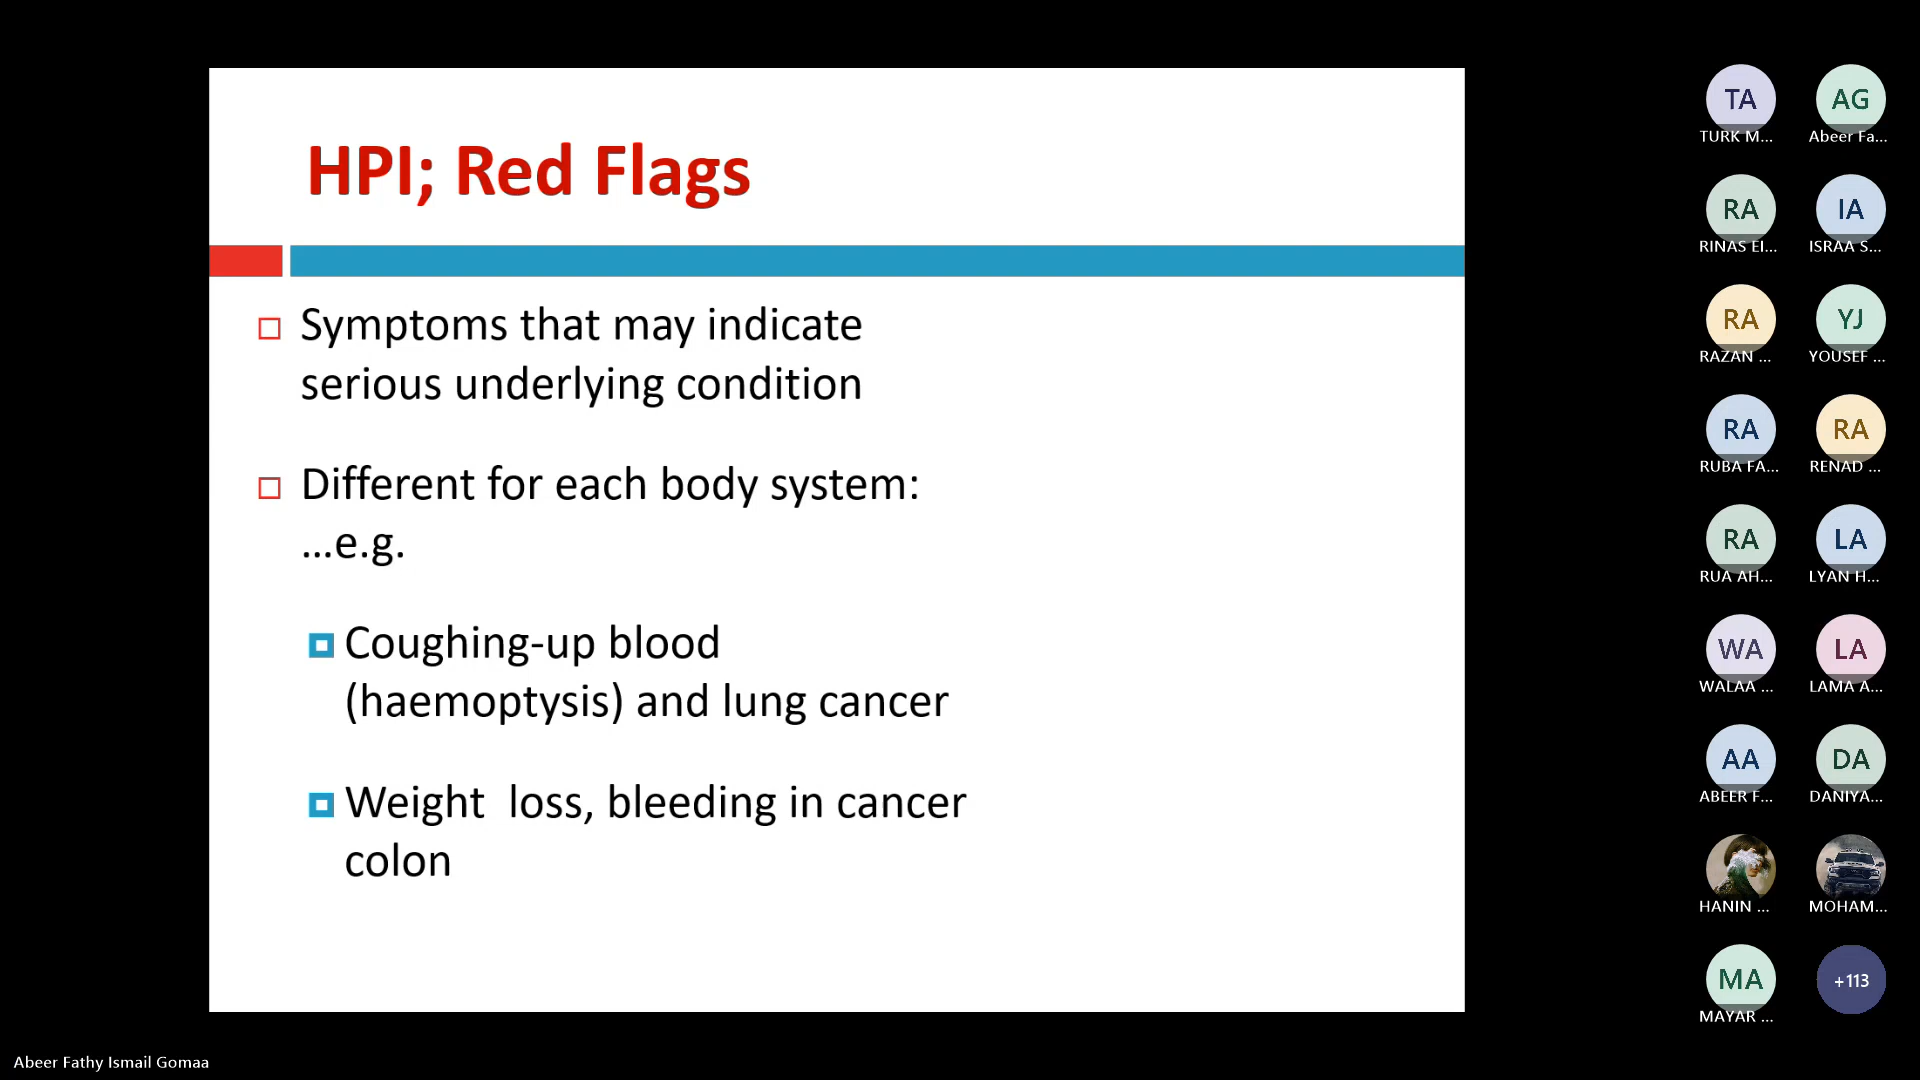 HPI; Red Flags
Symptoms that may indicate
serious underlying condition
Different for each body system:
...e.g.
Coughing-up blood
(haemoptysis) and lung cancer
Weight loss, bleeding in cancer
colon
TA
TURK M...
AG
Abeer Fa...
RA
RINAS EI...
IA
ISRAA S...
RA
RAZAN ...
YJ
YOUSEF ...
RA
RUBA FA...
RA
RENAD ...
RA
RUA AH...
LA
LYAN H...
WA
WALAA ...
LA
LAMA A...
AA
ABEER F...
DA
DANIYA...
HANIN ...
MOHAM...
MA
MAYAR ...
+113
Abeer Fathy Ismail Gomaa